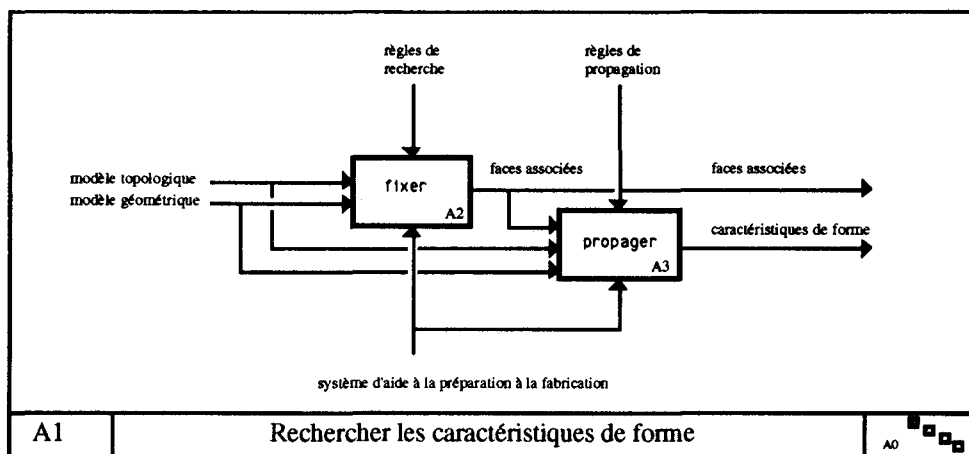 règles de
recherche
règles de
propagation
modèle topologique
modèle géométrique
fixer
A2
faces associées
faces associées
propager
A3
caractéristiques de forme
système d'aide à la préparation à la fabrication
A1
Rechercher les caractéristiques de forme
A0